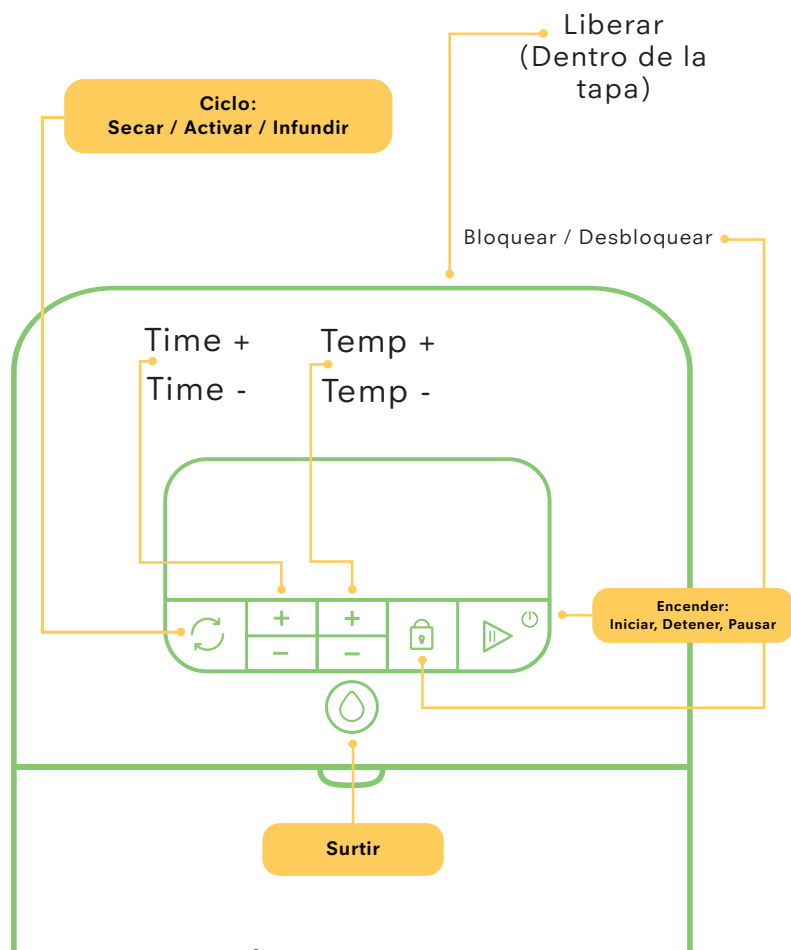 Liberar
(Dentro de la
tapa)
Ciclo:
Secar / Activar / Infundir
Bloquear / Desbloquear
Time +
Time -
Temp +
Temp -
+
+
-
-
Encender:
Iniciar, Detener, Pausar
Surtir